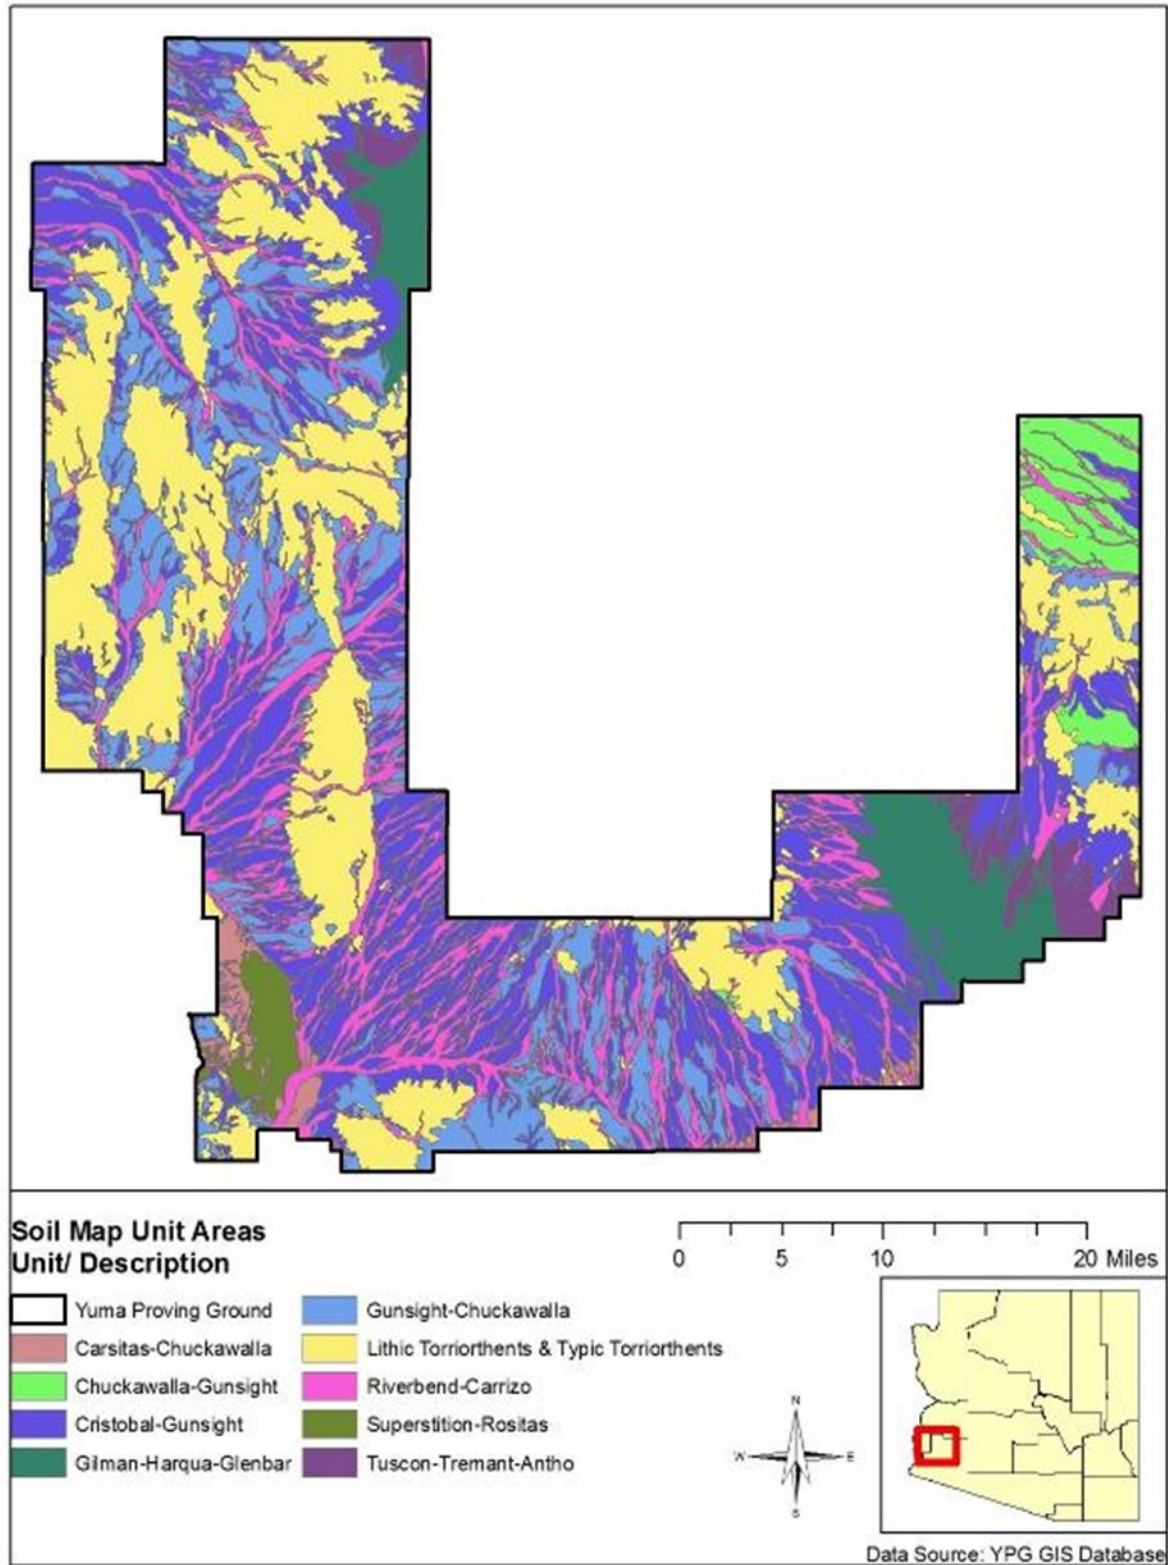 Soil Map Unit Areas
Unit/ Description
Yuma Proving Ground
Carsitas-Chuckawalla
Chuckawalla-Gunsight
Cristobal-Gunsight
Gilman-Harqua-Glenbar
Gunsight-Chuckawalla
Lithic Torriorthents & Typic Torriorthents
Riverbend-Carrizo
Superstition-Rositas
Tuscon-Tremant-Antho
0 5 10 20 Miles
N
W E
S
Data Source: YPG GIS Database